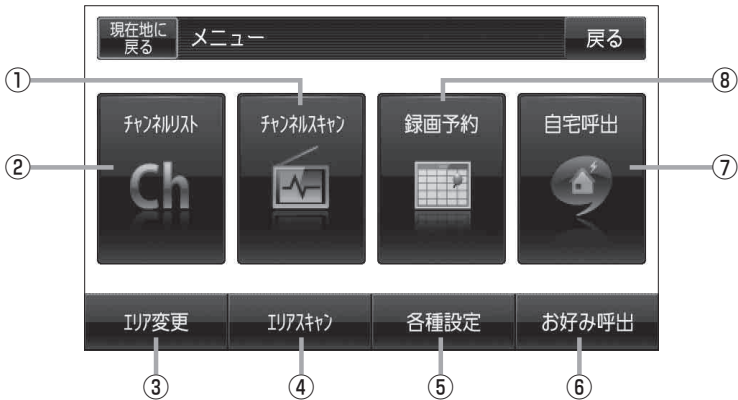 現在地に
戻る
メニュー
戻る
①
⑧
ﾁｬﾝﾈﾙﾘｽﾄ
ﾁｬﾝﾈﾙｽｷｬﾝ
録画予約
自宅呼出
②
Ch
⑦
ｴﾘｱ変更
ｴﾘｱｽｷｬﾝ
各種設定
お好み呼出
③
④
⑤
⑥